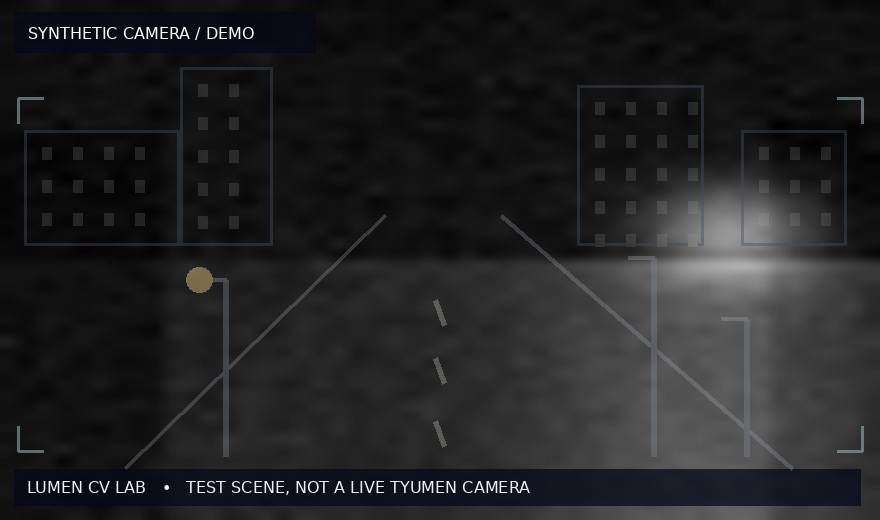 SYNTHETIC CAMERA / DEMO
LUMEN CV LAB • TEST SCENE, NOT A LIVE TYUMEN CAMERA